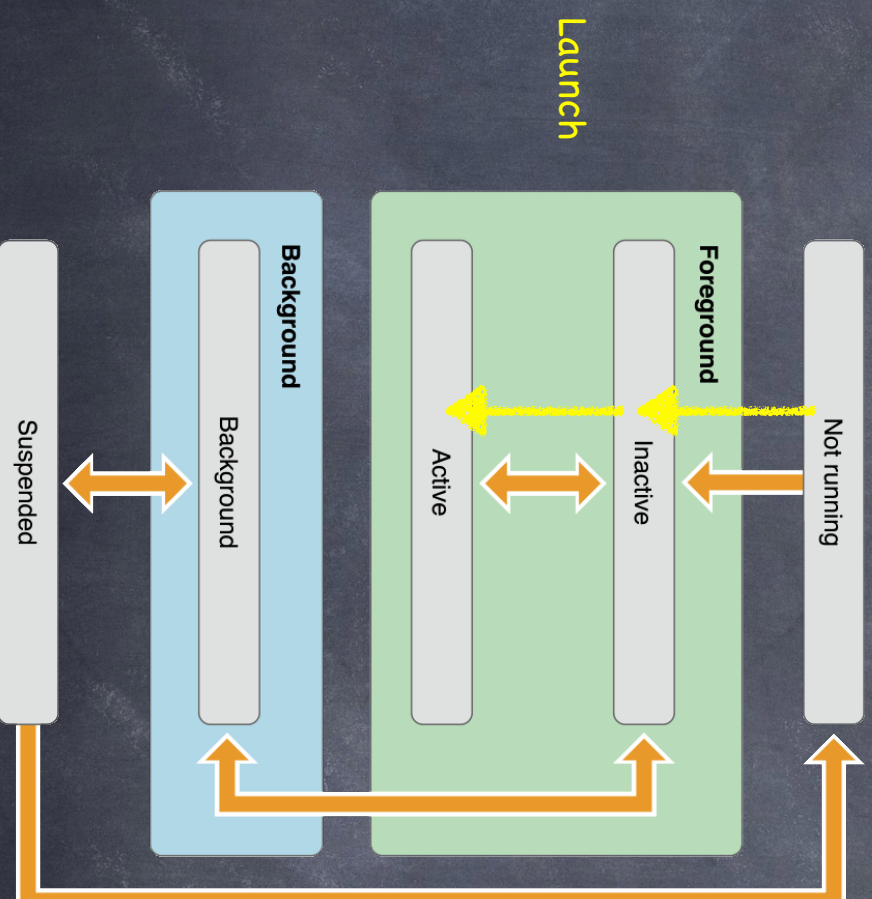 Not running
Foreground
Inactive
Launch
Active
Background
Background
Suspended